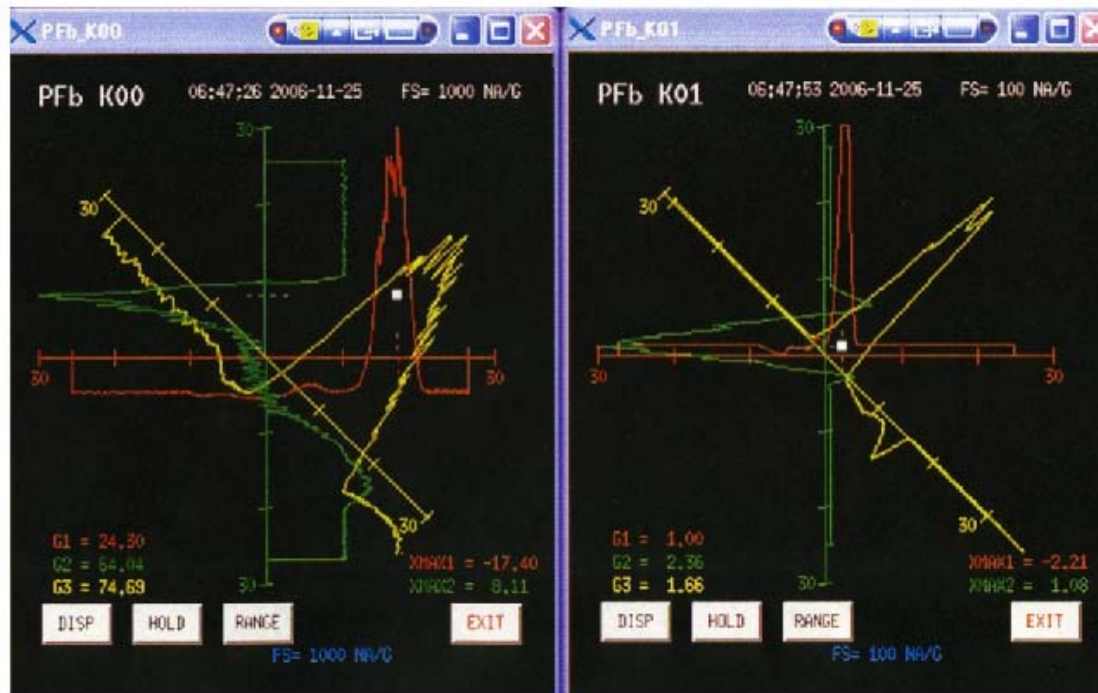 PFb_K00
PFb K00 06:47:26 2006-11-25 FS= 1000 NA/G
30
30
30
30
30
30
G1 = 24.30
G2 = 64.04
G3 = 74.69
XMAX1 = -17.40
XMAX2 = 8.11
DISP HOLD RANGE EXIT
FS= 1000 NA/G
PFb_K01
PFb K01 06:47:53 2006-11-25 FS= 100 NA/G
30
30
30
30
30
30
G1 = 1.00
G2 = 2.36
G3 = 1.66
XMAX1 = -2.21
XMAX2 = 1.08
DISP HOLD RANGE EXIT
FS= 100 NA/G